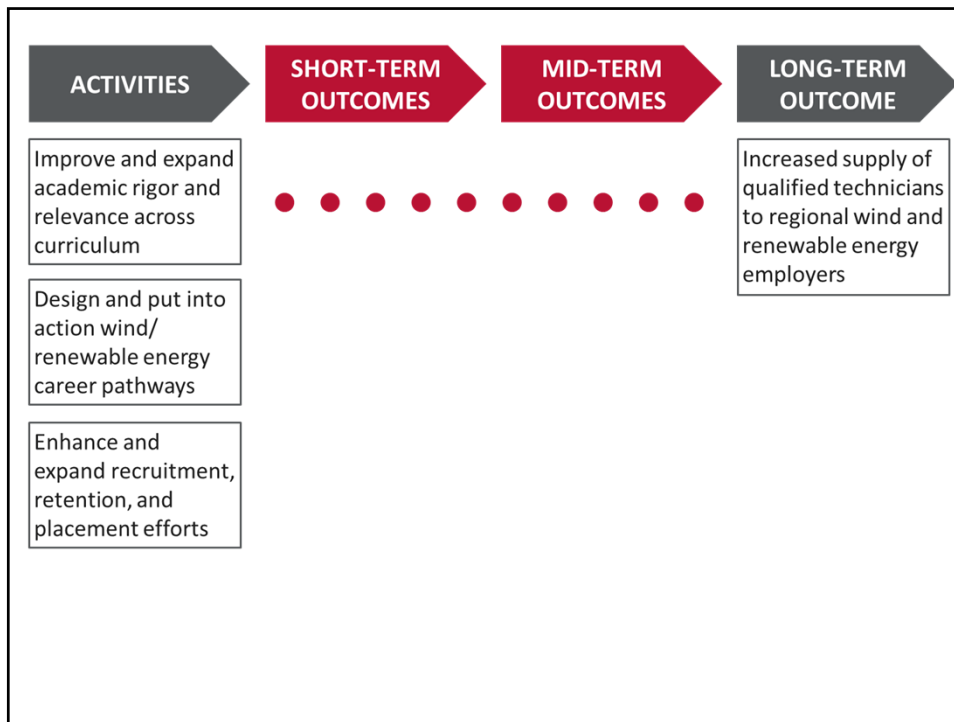 ACTIVITIES
SHORT-TERM
OUTCOMES
MID-TERM
OUTCOMES
LONG-TERM
OUTCOME
Improve and expand
academic rigor and
relevance across
curriculum
Design and put into
action wind/
renewable energy
career pathways
Enhance and
expand recruitment,
retention, and
placement efforts
Increased supply of
qualified technicians
to regional wind and
renewable energy
employers